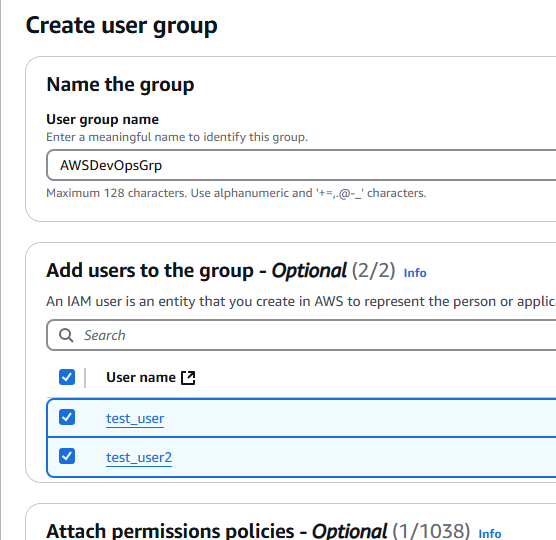 Create user group
Name the group
User group name
Enter a meaningful name to identify this group.
AWSDevOpsGrp
Maximum 128 characters. Use alphanumeric and '+=,.@-_' characters.
Add users to the group - Optional (2/2) Info
An IAM user is an entity that you create in AWS to represent the person or applic
Search
User name
test_user
test_user2
Attach permissions policies - Optional (1/1038) Info